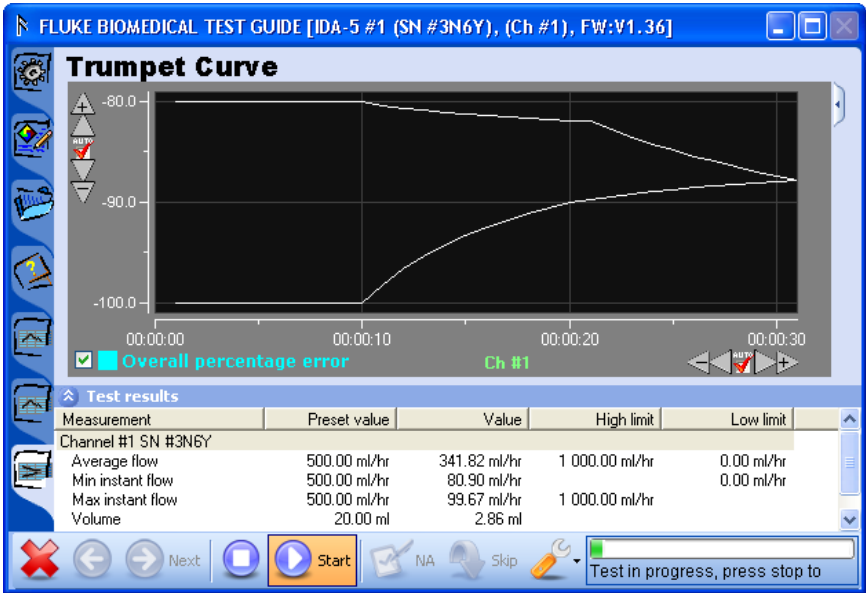 FLUKE BIOMEDICAL TEST GUIDE [IDA-5 #1 (SN #3N6Y), (Ch #1), FW:V1.36]
Trumpet Curve
AUTO
-80.0
-90.0
-100.0
00:00:00 00:00:10 00:00:20 00:00:30
Overall percentage error Ch #1 AUTO
Test results
Measurement Preset value Value High limit Low limit
Channel #1 SN #3N6Y
Average flow 500.00 ml/hr 341.82 ml/hr 1 000.00 ml/hr 0.00 ml/hr
Min instant flow 500.00 ml/hr 80.90 ml/hr 0.00 ml/hr
Max instant flow 500.00 ml/hr 99.67 ml/hr 1 000.00 ml/hr
Volume 20.00 ml 2.86 ml
Next Start NA Skip Test in progress, press stop to